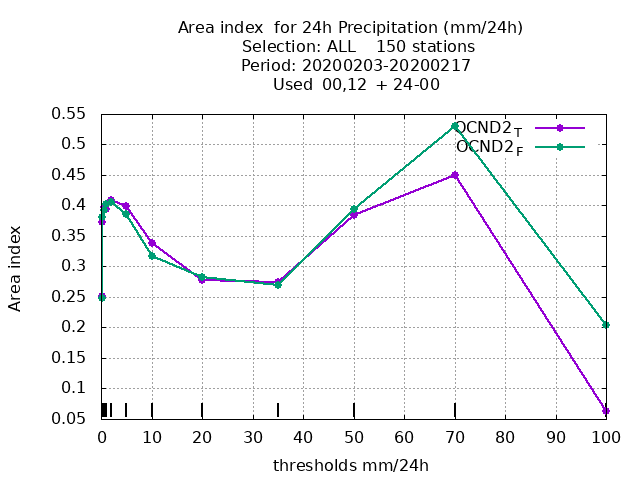 Area index  for 24h Precipitation (mm/24h)
Selection: ALL    150 stations
Period: 20200203-20200217
Used  00,12  + 24-00
OCND2T
OCND2F
0.55
0.5
0.45
0.4
0.35
0.3
0.25
0.2
0.15
0.1
0.05
Area index
0 10 20 30 40 50 60 70 80 90 100
thresholds mm/24h